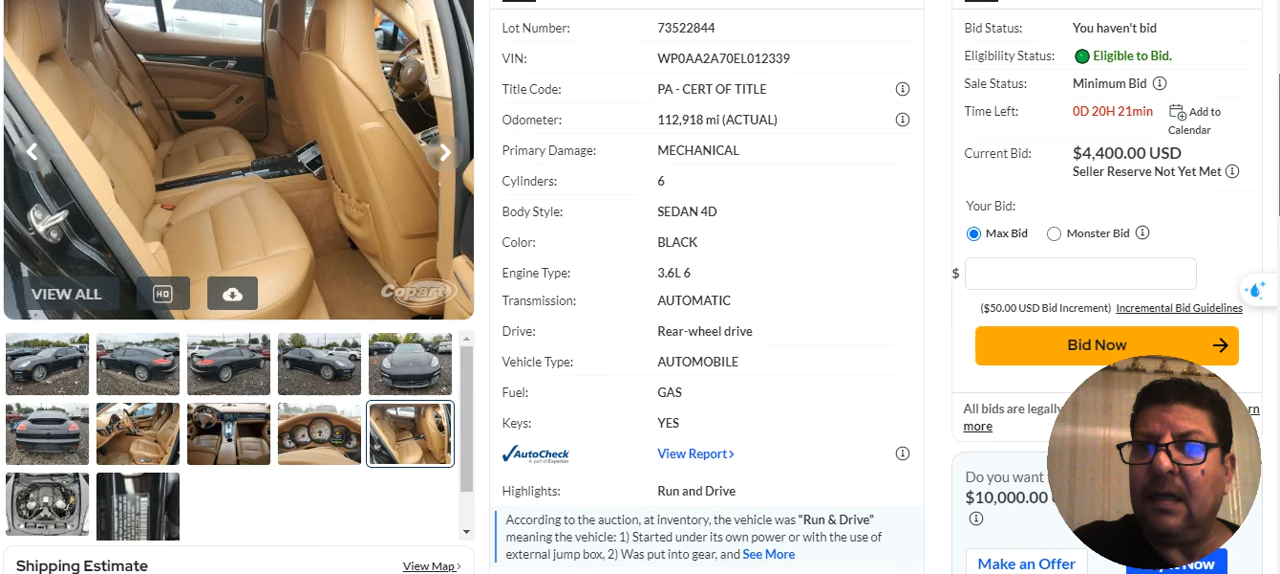 VIEW ALL
HD
Copart
Shipping Estimate
View Map
Lot Number:
73522844
VIN:
WP0AA2A70EL012339
Title Code:
PA - CERT OF TITLE
Odometer:
112,918 mi (ACTUAL)
Primary Damage:
MECHANICAL
Cylinders:
6
Body Style:
SEDAN 4D
Color:
BLACK
Engine Type:
3.6L 6
Transmission:
AUTOMATIC
Drive:
Rear-wheel drive
Vehicle Type:
AUTOMOBILE
Fuel:
GAS
Keys:
YES
AutoCheck
A part of Experian
View Report
Highlights:
Run and Drive
According to the auction, at inventory, the vehicle was "Run & Drive"
meaning the vehicle: 1) Started under its own power or with the use of
external jump box, 2) Was put into gear, and See More
Bid Status:
You haven't bid
Eligibility Status:
Eligible to Bid.
Sale Status:
Minimum Bid
Time Left:
0D 20H 21min
Add to
Calendar
Current Bid:
$4,400.00 USD
Seller Reserve Not Yet Met
Your Bid:
Max Bid
Monster Bid
$
($50.00 USD Bid Increment) Incremental Bid Guidelines
Bid Now
All bids are legally
more
Do you want
$10,000.00
Make an Offer
Now